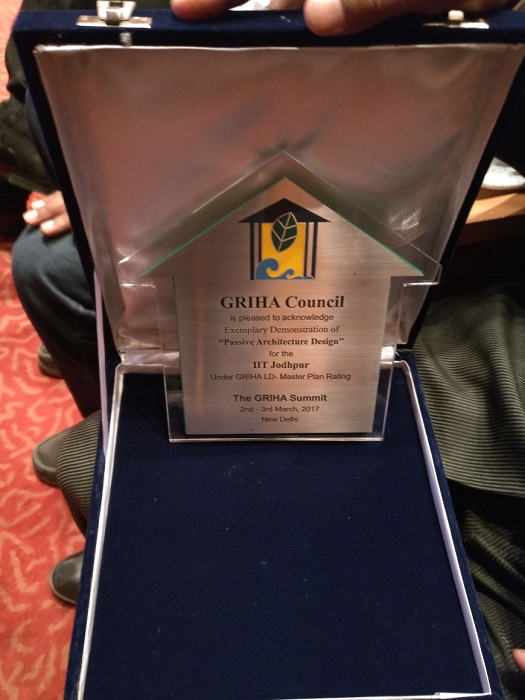 GRIHA Council
is pleased to acknowledge
Exemplary Demonstration of
“Passive Architecture Design”
for the
IIT Jodhpur
Under GRIHA LD- Master Plan Rating
The GRIHA Summit
2nd - 3rd March, 2017
New Delhi